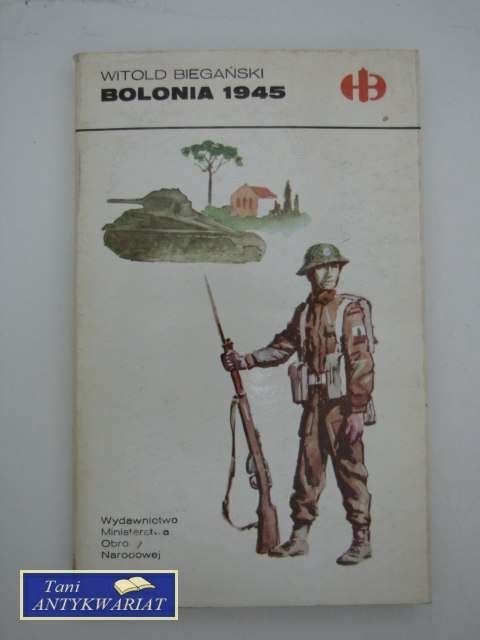 WITOLD BIEGAŃSKI
BOLONIA 1945
HB
Wydawnictwo
Ministerstwa
Obrony
Narodowej
Tani
ANTYKWARIAT